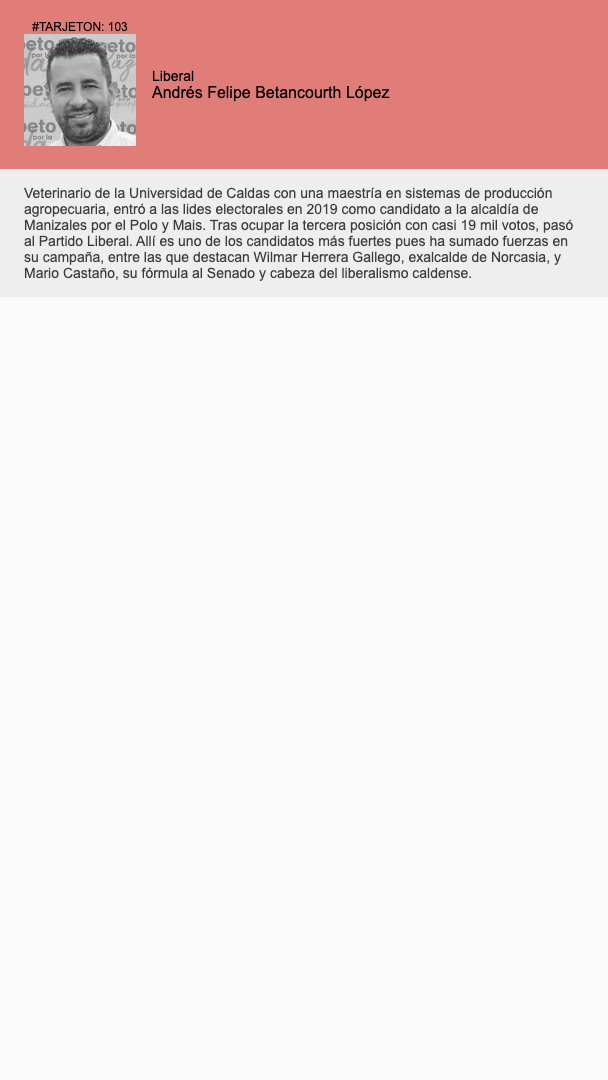 #TARJETON: 103
Liberal
Andrés Felipe Betancourth López
Veterinario de la Universidad de Caldas con una maestría en sistemas de producción
agropecuaria, entró a las lides electorales en 2019 como candidato a la alcaldía de
Manizales por el Polo y Mais. Tras ocupar la tercera posición con casi 19 mil votos, pasó
al Partido Liberal. Allí es uno de los candidatos más fuertes pues ha sumado fuerzas en
su campaña, entre las que destacan Wilmar Herrera Gallego, exalcalde de Norcasia, y
Mario Castaño, su fórmula al Senado y cabeza del liberalismo caldense.